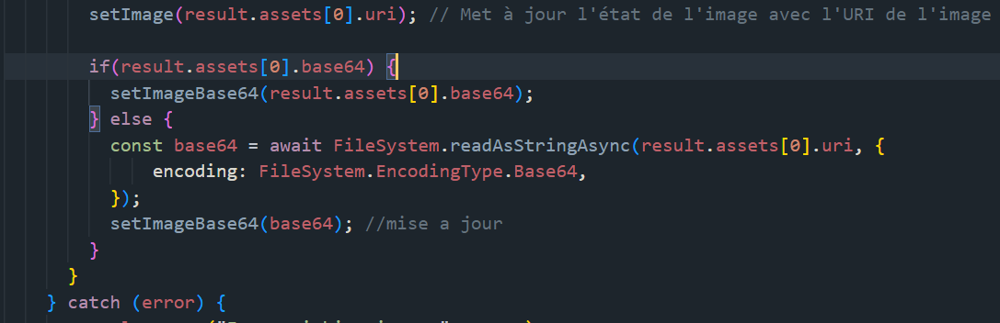 setImage(result.assets[0].uri); // Met à jour l'état de l'image avec l'URI de l'image
if(result.assets[0].base64) {
setImageBase64(result.assets[0].base64);
} else {
const base64 = await FileSystem.readAsStringAsync(result.assets[0].uri, {
encoding: FileSystem.EncodingType.Base64,
});
setImageBase64(base64); //mise a jour
}
}
} catch (error) {